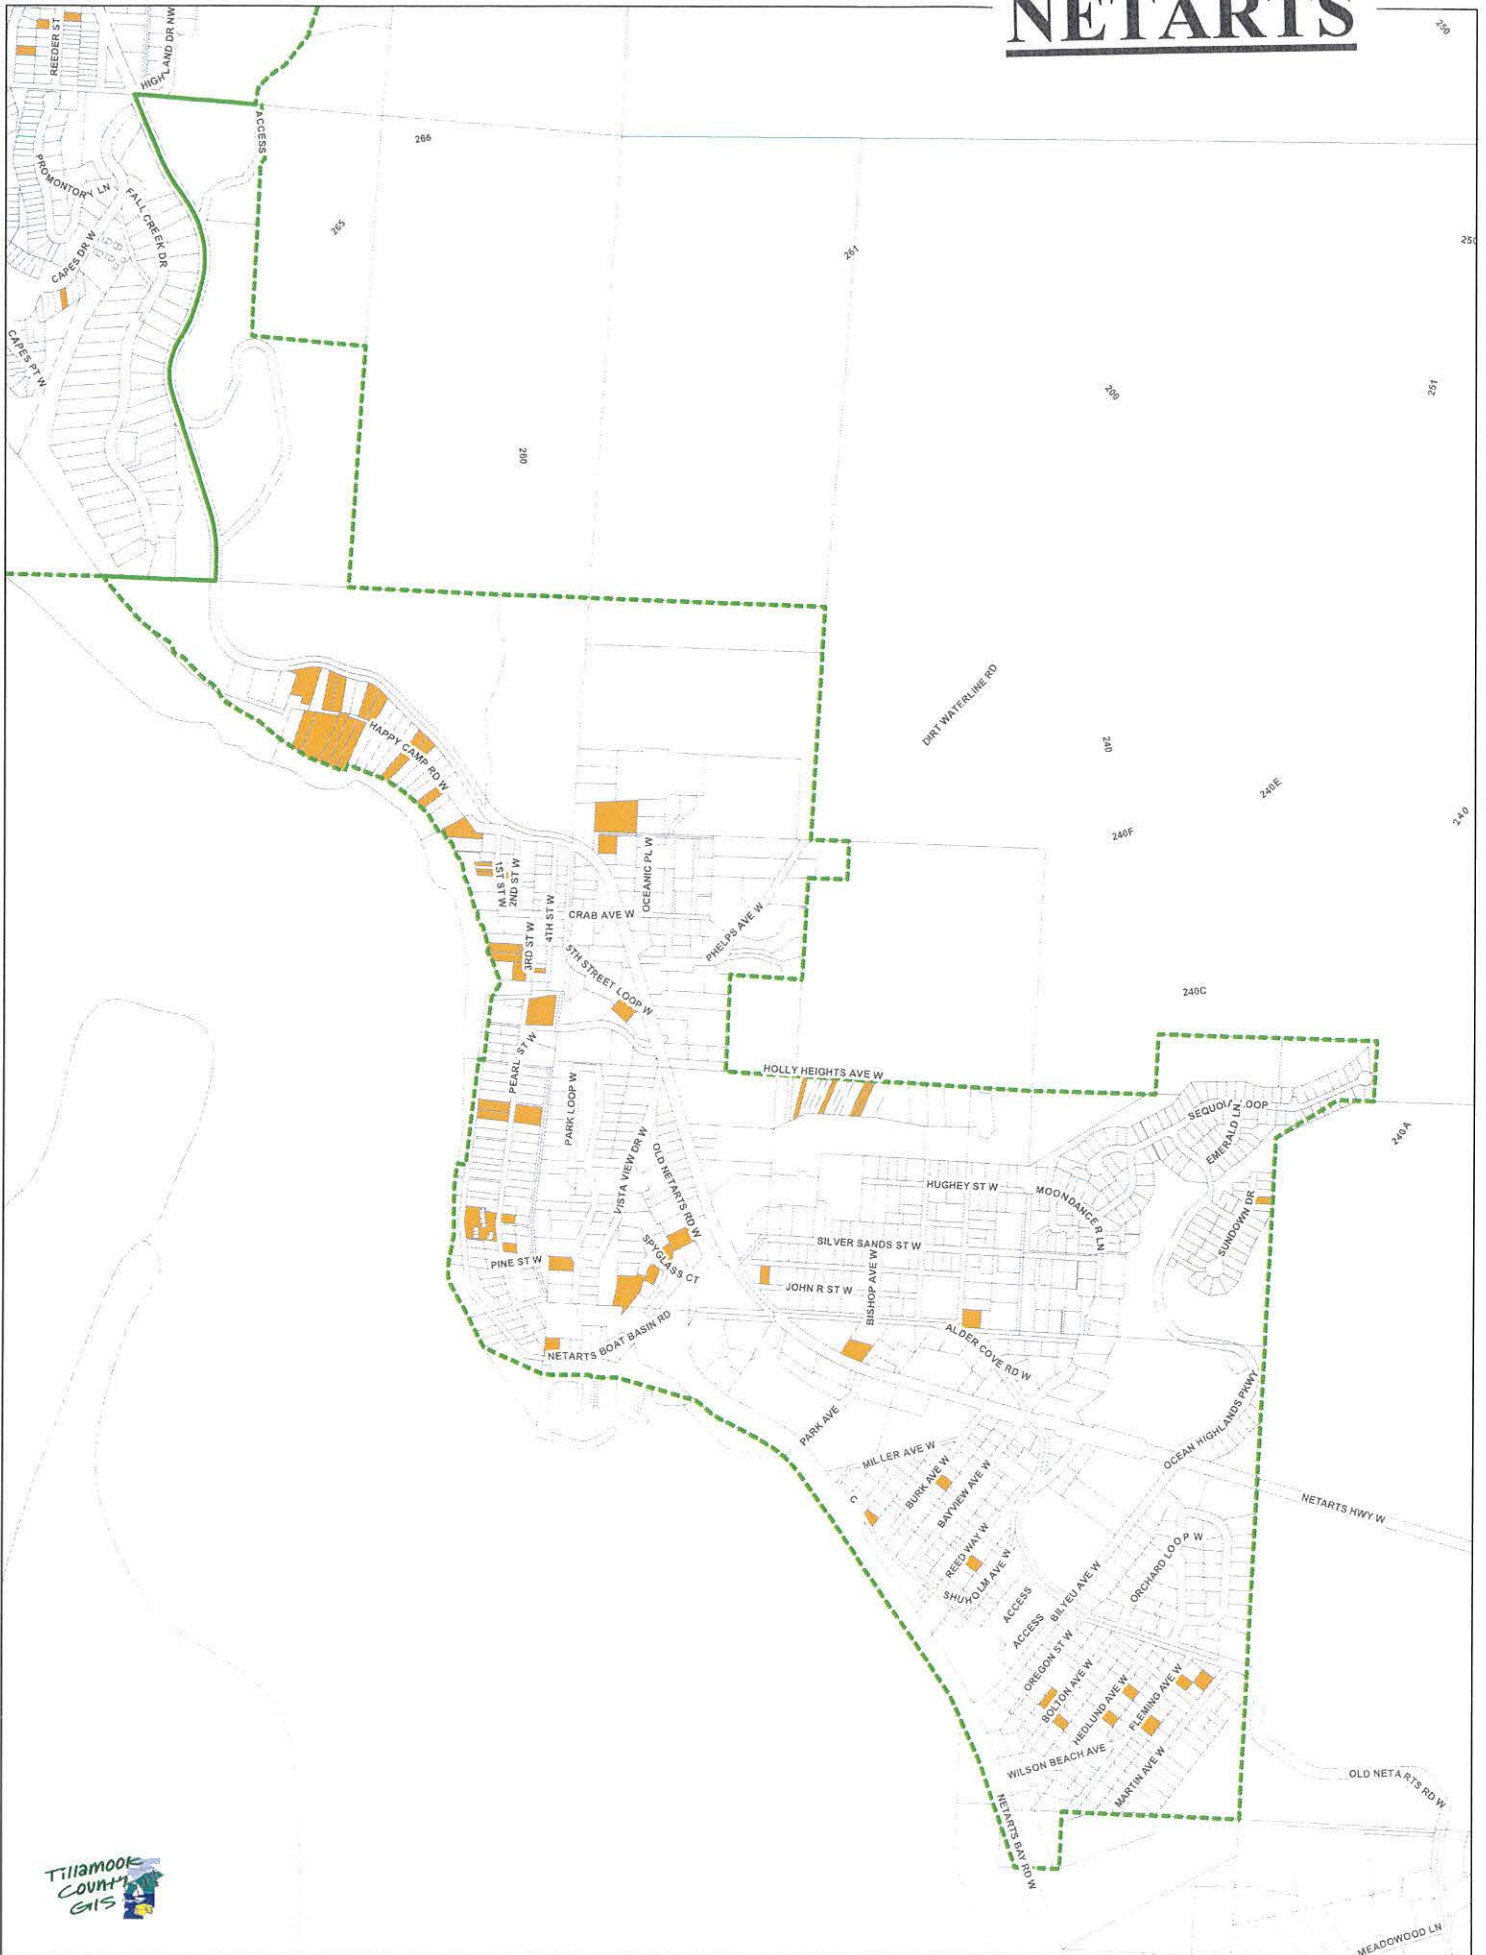 NETARTS
250
REEDER ST
HIGHLAND DR NW
ACCESS
266
PROMONTORY LN
FALL CREEK DR
265
CAPES DR W
261
CAPES PT W
200
251
260
DIRT WATERLINE RD
240
HAPPY CAMP RD W
240E
240F
240
1ST ST W
2ND ST W
OCEANIC PL W
4TH ST W
CRAB AVE W
3RD ST W
PHELPS AVE W
5TH STREET LOOP W
240C
PEARL ST W
HOLLY HEIGHTS AVE W
PARK LOOP W
SEQUOIA LOOP
EMERALD LN
240A
VISTA VIEW DR W
OLD NETARTS RD W
HUGHEY ST W
MOONDANCE R LN
SUNDOWN DR
SILVER SANDS ST W
SPYGLASS CT
PINE ST W
JOHN R ST W
BISHOP AVE W
NETARTS BOAT BASIN RD
ALDER COVE RD W
PARK AVE
OCEAN HIGHLANDS PKWY
MILLER AVE W
BURK AVE W
BAYVIEW AVE W
C
NETARTS HWY W
REED WAY W
SHUHOLM AVE W
ORCHARD LOOP W
ACCESS
BILYEU AVE W
ACCESS
OREGON ST W
BOLTON AVE W
HEDLUND AVE W
FLEMING AVE W
WILSON BEACH AVE
MARTIN AVE W
OLD NETARTS RD W
NETARTS BAY RD W
Tillamook
County
GIS
MEADOWOOD LN